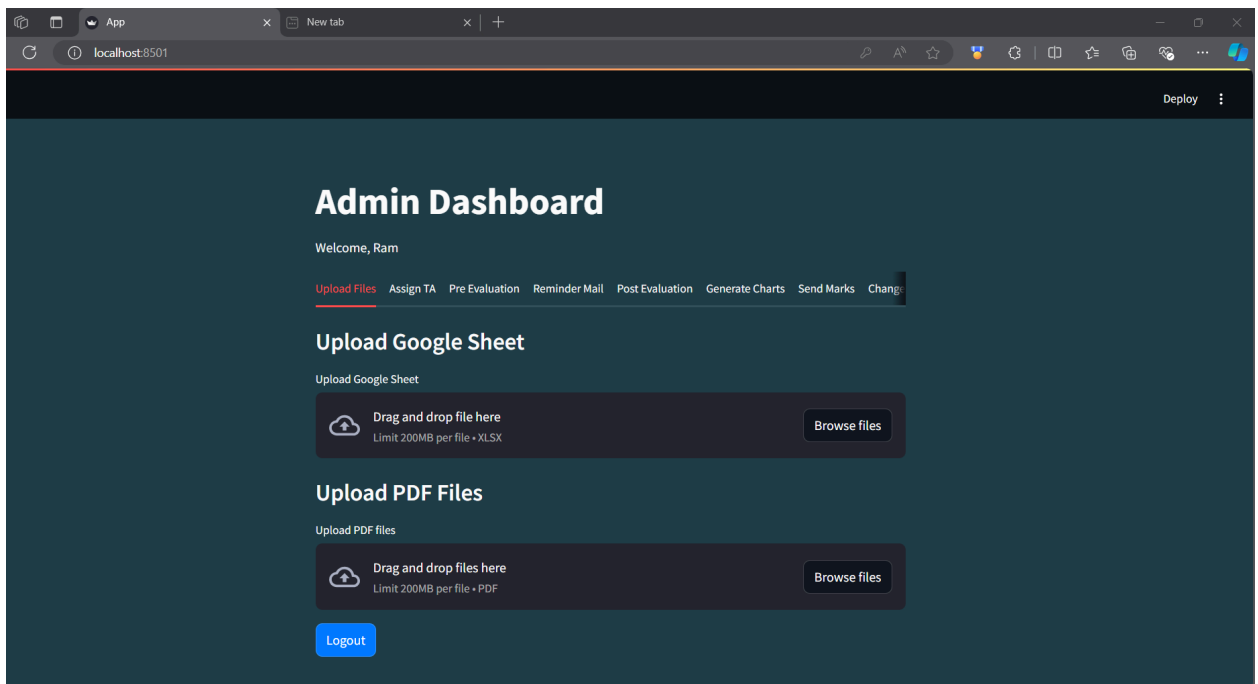 App
New tab
localhost:8501
Deploy
Admin Dashboard
Welcome, Ram
Upload Files Assign TA Pre Evaluation Reminder Mail Post Evaluation Generate Charts Send Marks Change
Upload Google Sheet
Upload Google Sheet
Drag and drop file here
Limit 200MB per file • XLSX
Browse files
Upload PDF Files
Upload PDF files
Drag and drop files here
Limit 200MB per file • PDF
Browse files
Logout